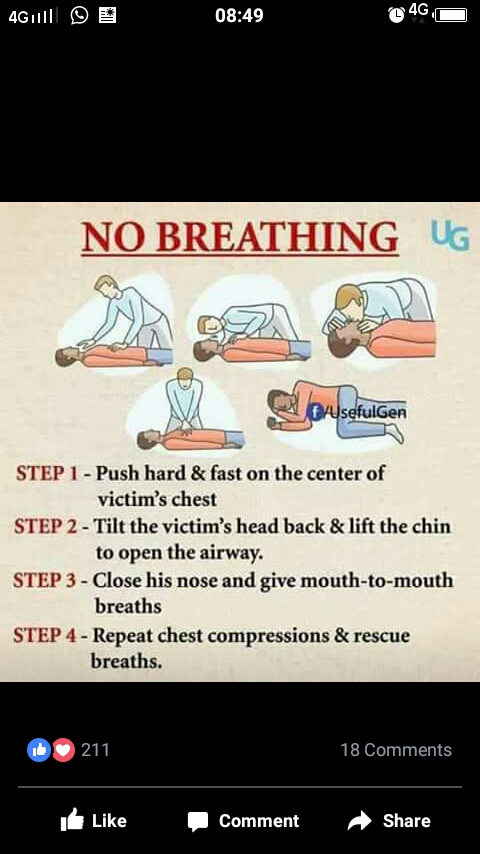 4G 08:49 4G
NO BREATHING UG
f/UsefulGen
STEP 1 - Push hard & fast on the center of
victim's chest
STEP 2 - Tilt the victim's head back & lift the chin
to open the airway.
STEP 3 - Close his nose and give mouth-to-mouth
breaths
STEP 4 - Repeat chest compressions & rescue
breaths.
211 18 Comments
Like Comment Share